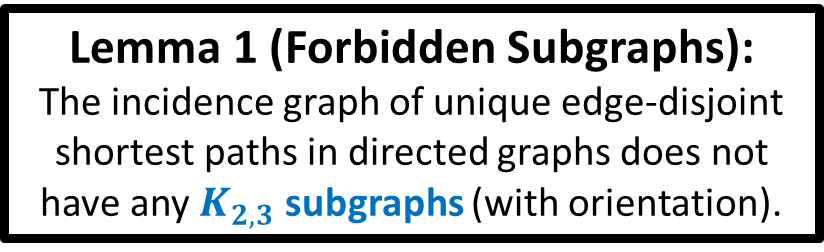 Lemma 1 (Forbidden Subgraphs):
The incidence graph of unique edge-disjoint
shortest paths in directed graphs does not
have any K₂,₃ subgraphs (with orientation).